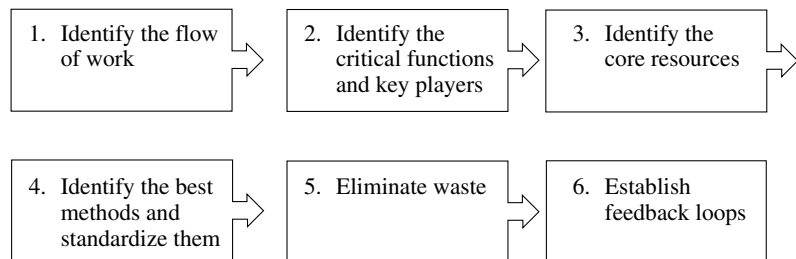 1. Identify the flow
of work
2. Identify the
critical functions
and key players
3. Identify the
core resources
4. Identify the best
methods and
standardize them
5. Eliminate waste
6. Establish
feedback loops